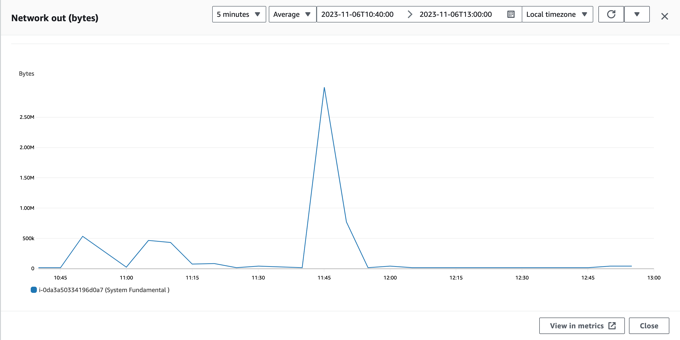 Network out (bytes)
5 minutes
Average
2023-11-06T10:40:00
2023-11-06T13:00:00
Local timezone
Bytes
2.50M
2.00M
1.50M
1.00M
500k
0
10:45 11:00 11:15 11:30 11:45 12:00 12:15 12:30 12:45 13:00
i-0da3a50334196d0a7 (System Fundamental )
View in metrics
Close